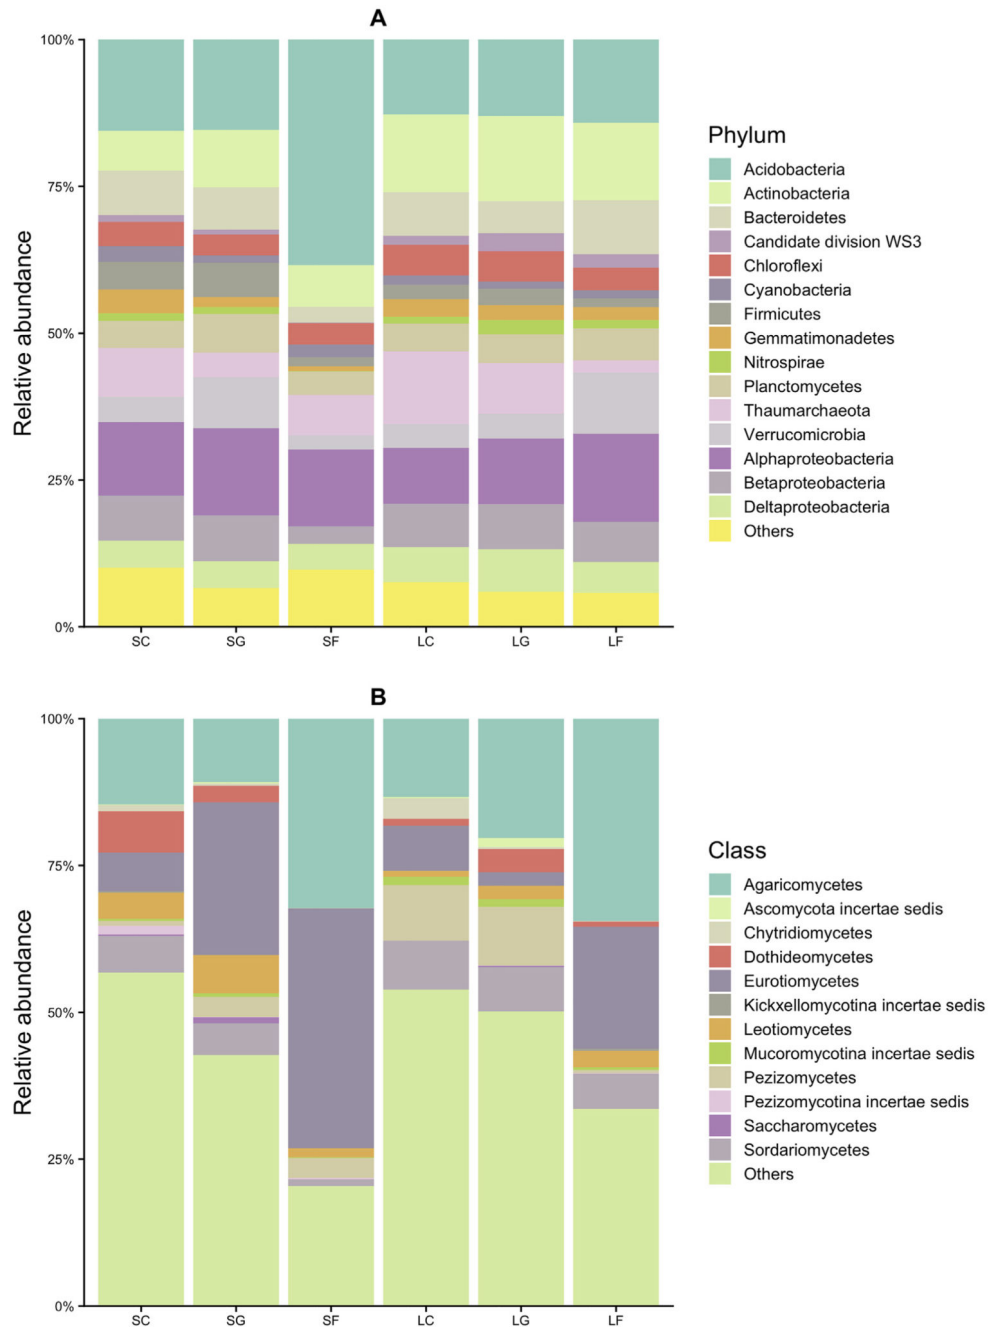 A
100%
75%
50%
25%
0%
Relative abundance
SC SG SF LC LG LF
Phylum
Acidobacteria
Actinobacteria
Bacteroidetes
Candidate division WS3
Chloroflexi
Cyanobacteria
Firmicutes
Gemmatimonadetes
Nitrospirae
Planctomycetes
Thaumarchaeota
Verrucomicrobia
Alphaproteobacteria
Betaproteobacteria
Deltaproteobacteria
Others
B
100%
75%
50%
25%
0%
Relative abundance
SC SG SF LC LG LF
Class
Agaricomycetes
Ascomycota incertae sedis
Chytridiomycetes
Dothideomycetes
Eurotiomycetes
Kickxellomycotina incertae sedis
Leotiomycetes
Mucoromycotina incertae sedis
Pezizomycetes
Pezizomycotina incertae sedis
Saccharomycetes
Sordariomycetes
Others